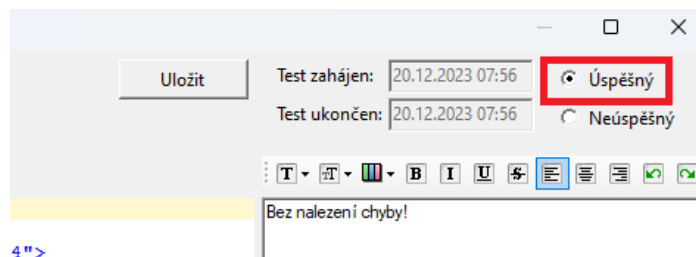 Uložit
Test zahájen: 20.12.2023 07:56
Úspěšný
Test ukončen: 20.12.2023 07:56
Neúspěšný
T T B I U S
Bez nalezení chyby!
4">